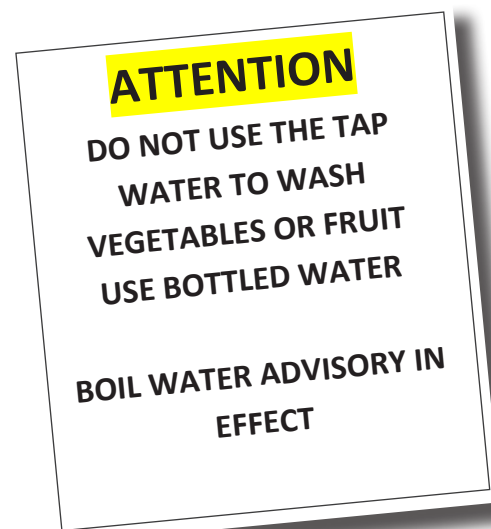 ATTENTION
DO NOT USE THE TAP
WATER TO WASH
VEGETABLES OR FRUIT
USE BOTTLED WATER
BOIL WATER ADVISORY IN
EFFECT